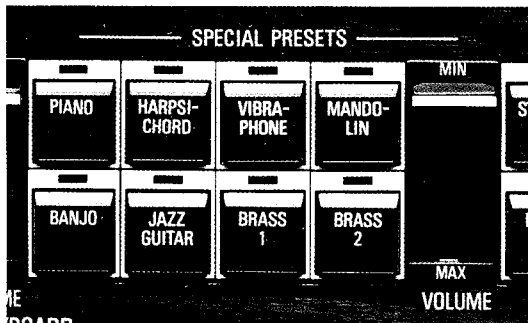 SPECIAL PRESETS
MIN
PIANO
HARPSI-
CHORD
VIBRA-
PHONE
MANDO-
LIN
BANJO
JAZZ
GUITAR
BRASS
1
BRASS
2
MAX
VOLUME